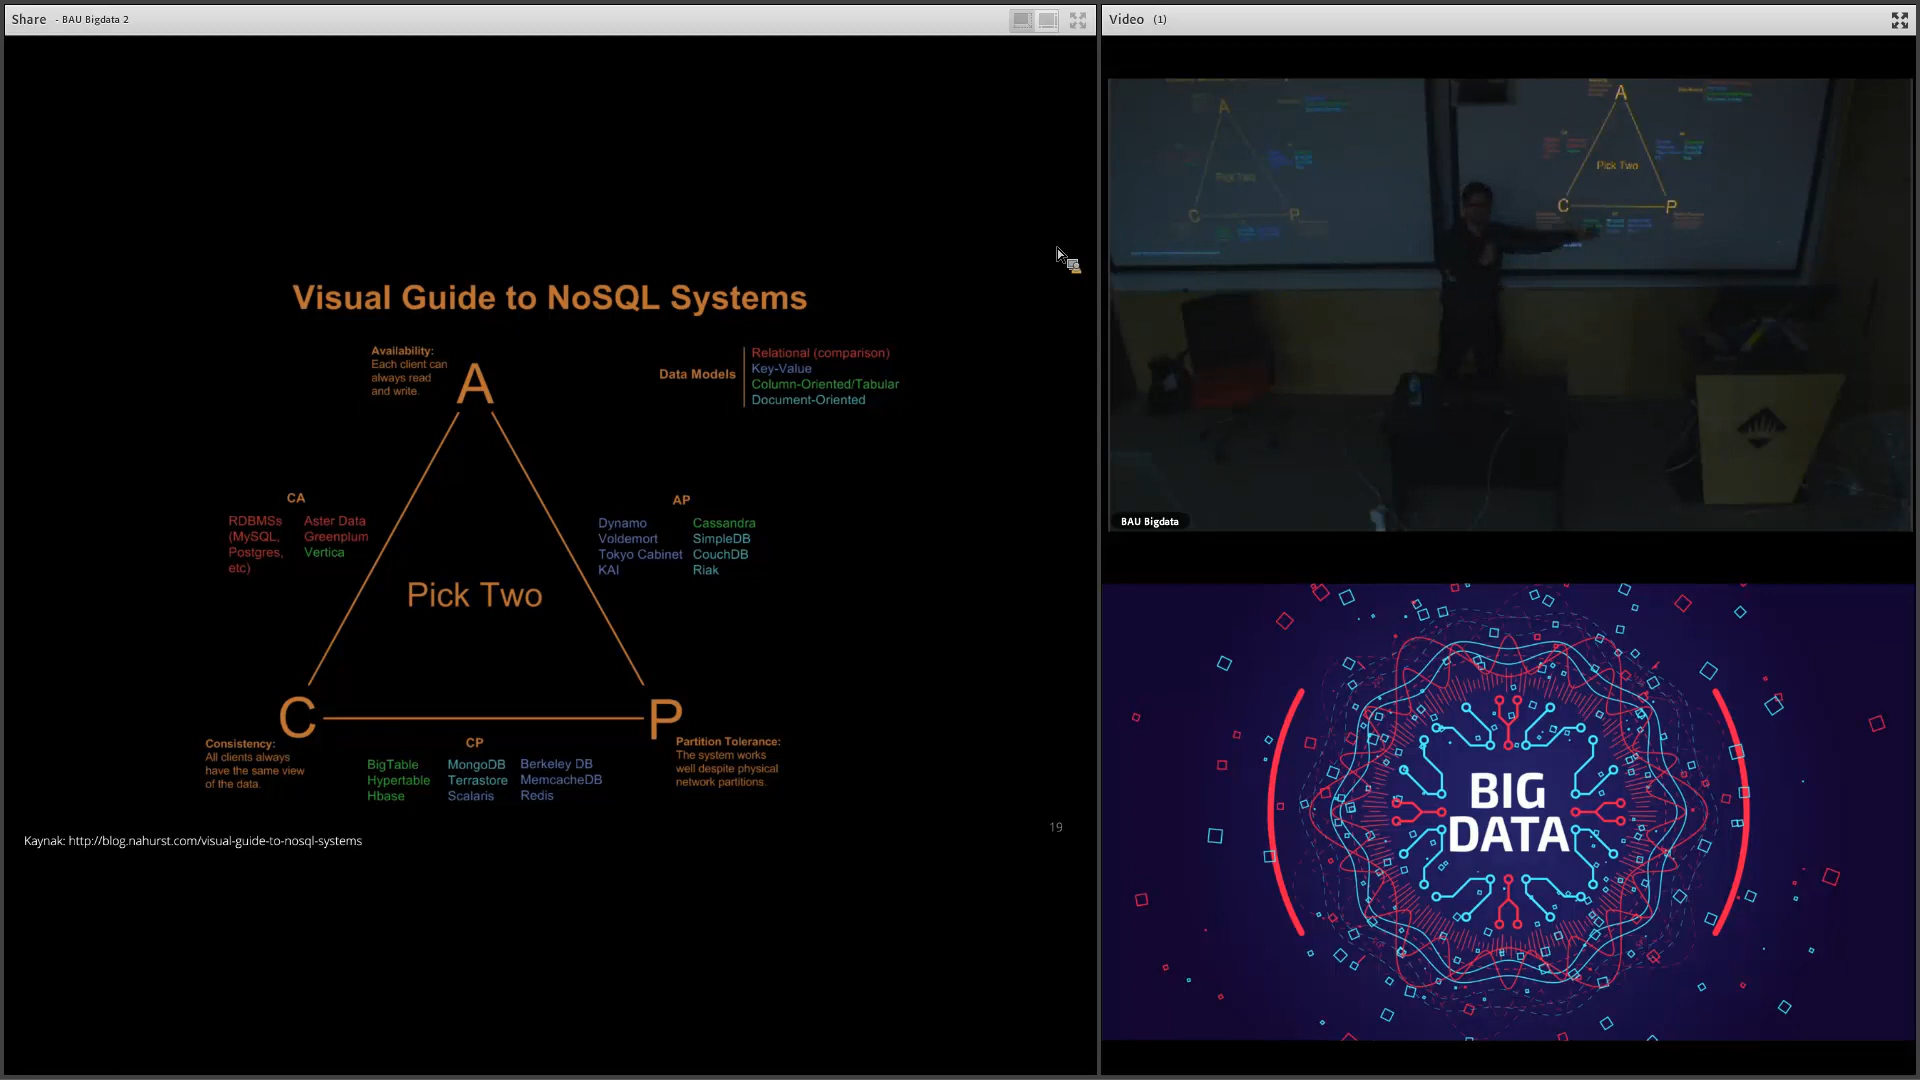 Share - BAU Bigdata 2
Video (1)
Visual Guide to NoSQL Systems
Availability:
Each client can
always read
and write.
A
Data Models
Relational (comparison)
Key-Value
Column-Oriented/Tabular
Document-Oriented
CA
RDBMSs
(MySQL,
Postgres,
etc)
Aster Data
Greenplum
Vertica
AP
Dynamo
Voldemort
Tokyo Cabinet
KAI
Cassandra
SimpleDB
CouchDB
Riak
Pick Two
C
P
Consistency:
All clients always
have the same view
of the data.
CP
BigTable
Hypertable
Hbase
MongoDB
Terrastore
Scalaris
Berkeley DB
MemcacheDB
Redis
Partition Tolerance:
The system works
well despite physical
network partitions.
19
Kaynak: http://blog.nahurst.com/visual-guide-to-nosql-systems
A
Pick Two
C
P
A
Pick Two
C
P
BAU Bigdata
BIG
DATA